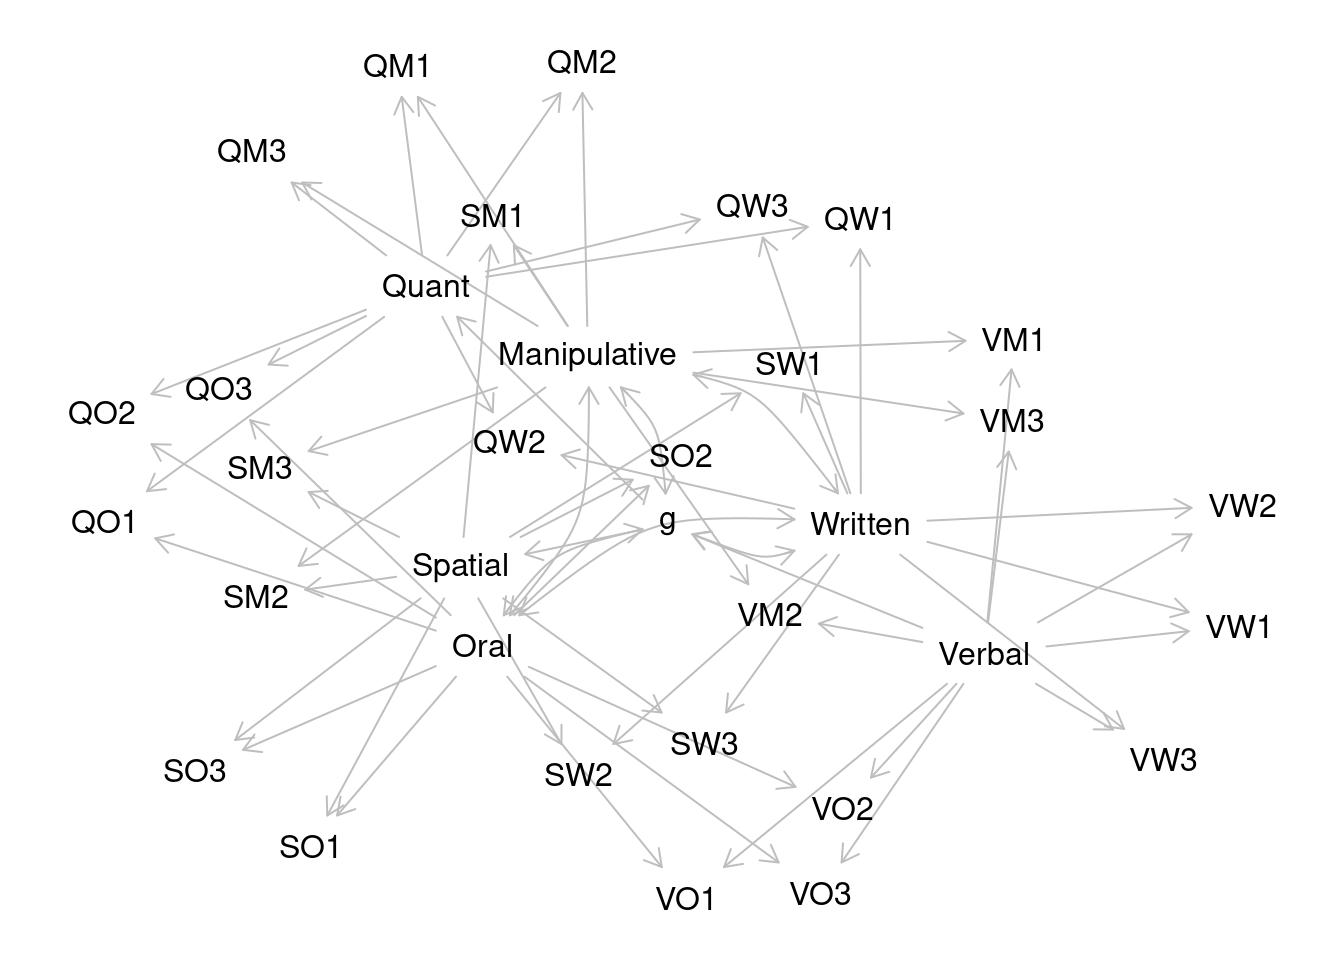 QM1
QM2
QM3
SM1
QW3
QW1
Quant
VM1
Manipulative
SW1
QO3
QO2
VM3
QW2
SO2
SM3
VW2
QO1
g
Written
Spatial
SM2
VM2
VW1
Oral
Verbal
SW3
VW3
SO3
SW2
VO2
SO1
VO1
VO3